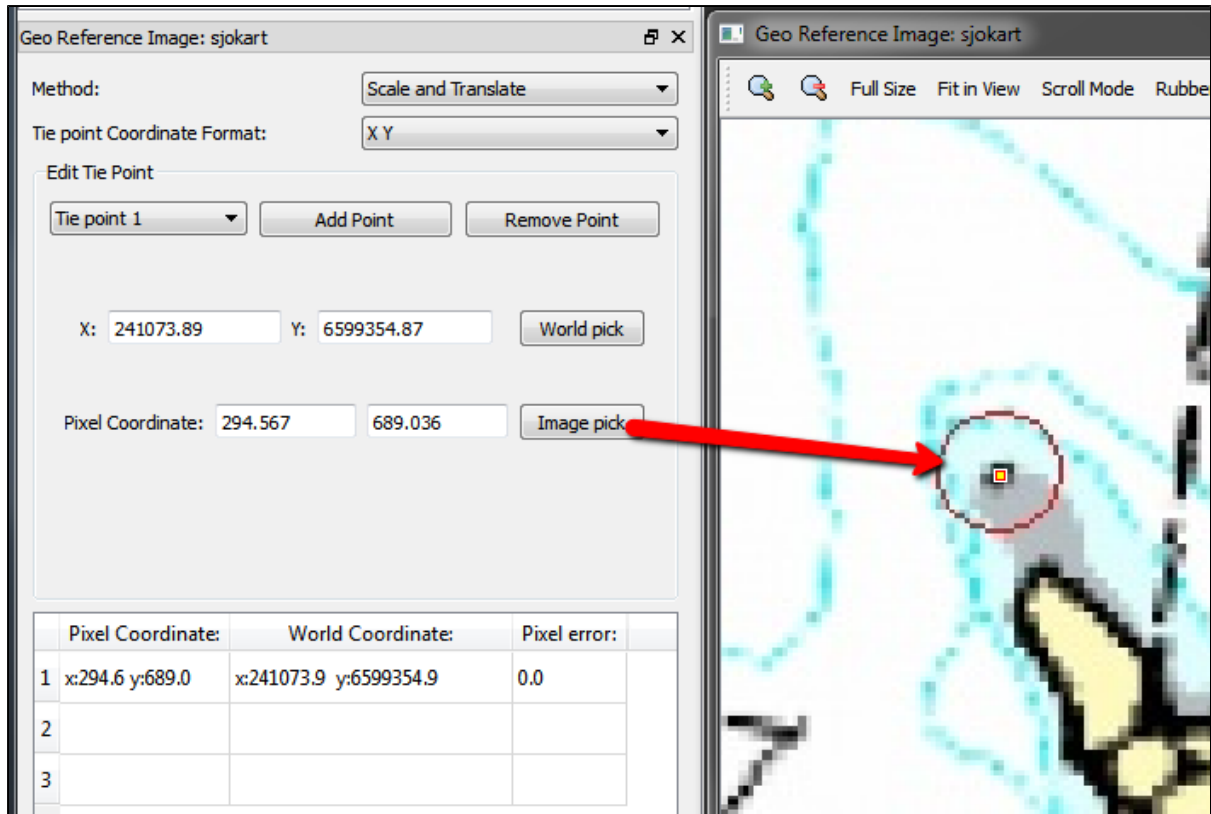 Geo Reference Image: sjokart
Method: Scale and Translate
Tie point Coordinate Format: X Y
Edit Tie Point
Tie point 1 Add Point Remove Point
X: 241073.89 Y: 6599354.87 World pick
Pixel Coordinate: 294.567 689.036 Image pick
Pixel Coordinate: World Coordinate: Pixel error:
1 x:294.6 y:689.0 x:241073.9 y:6599354.9 0.0
2
3
Geo Reference Image: sjokart
Full Size Fit in View Scroll Mode Rubbe